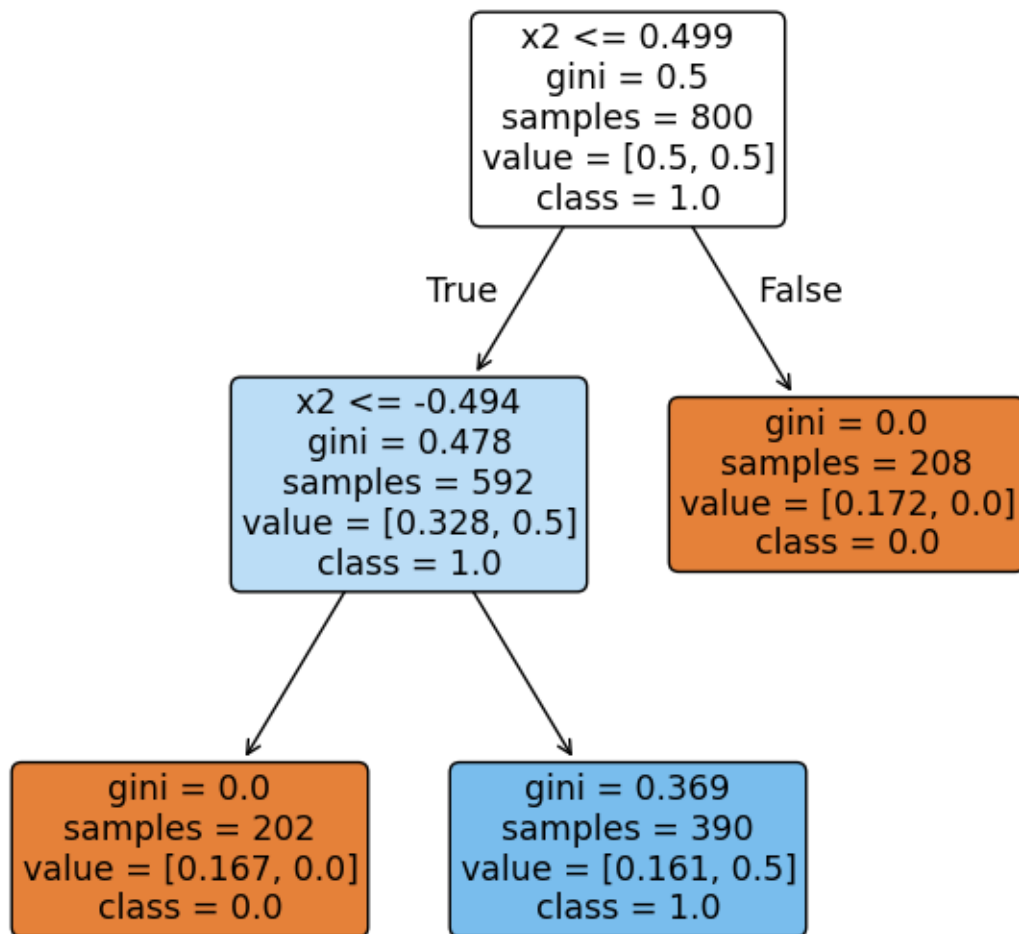 x2 <= 0.499
gini = 0.5
samples = 800
value = [0.5, 0.5]
class = 1.0
True
False
x2 <= -0.494
gini = 0.478
samples = 592
value = [0.328, 0.5]
class = 1.0
gini = 0.0
samples = 208
value = [0.172, 0.0]
class = 0.0
gini = 0.0
samples = 202
value = [0.167, 0.0]
class = 0.0
gini = 0.369
samples = 390
value = [0.161, 0.5]
class = 1.0